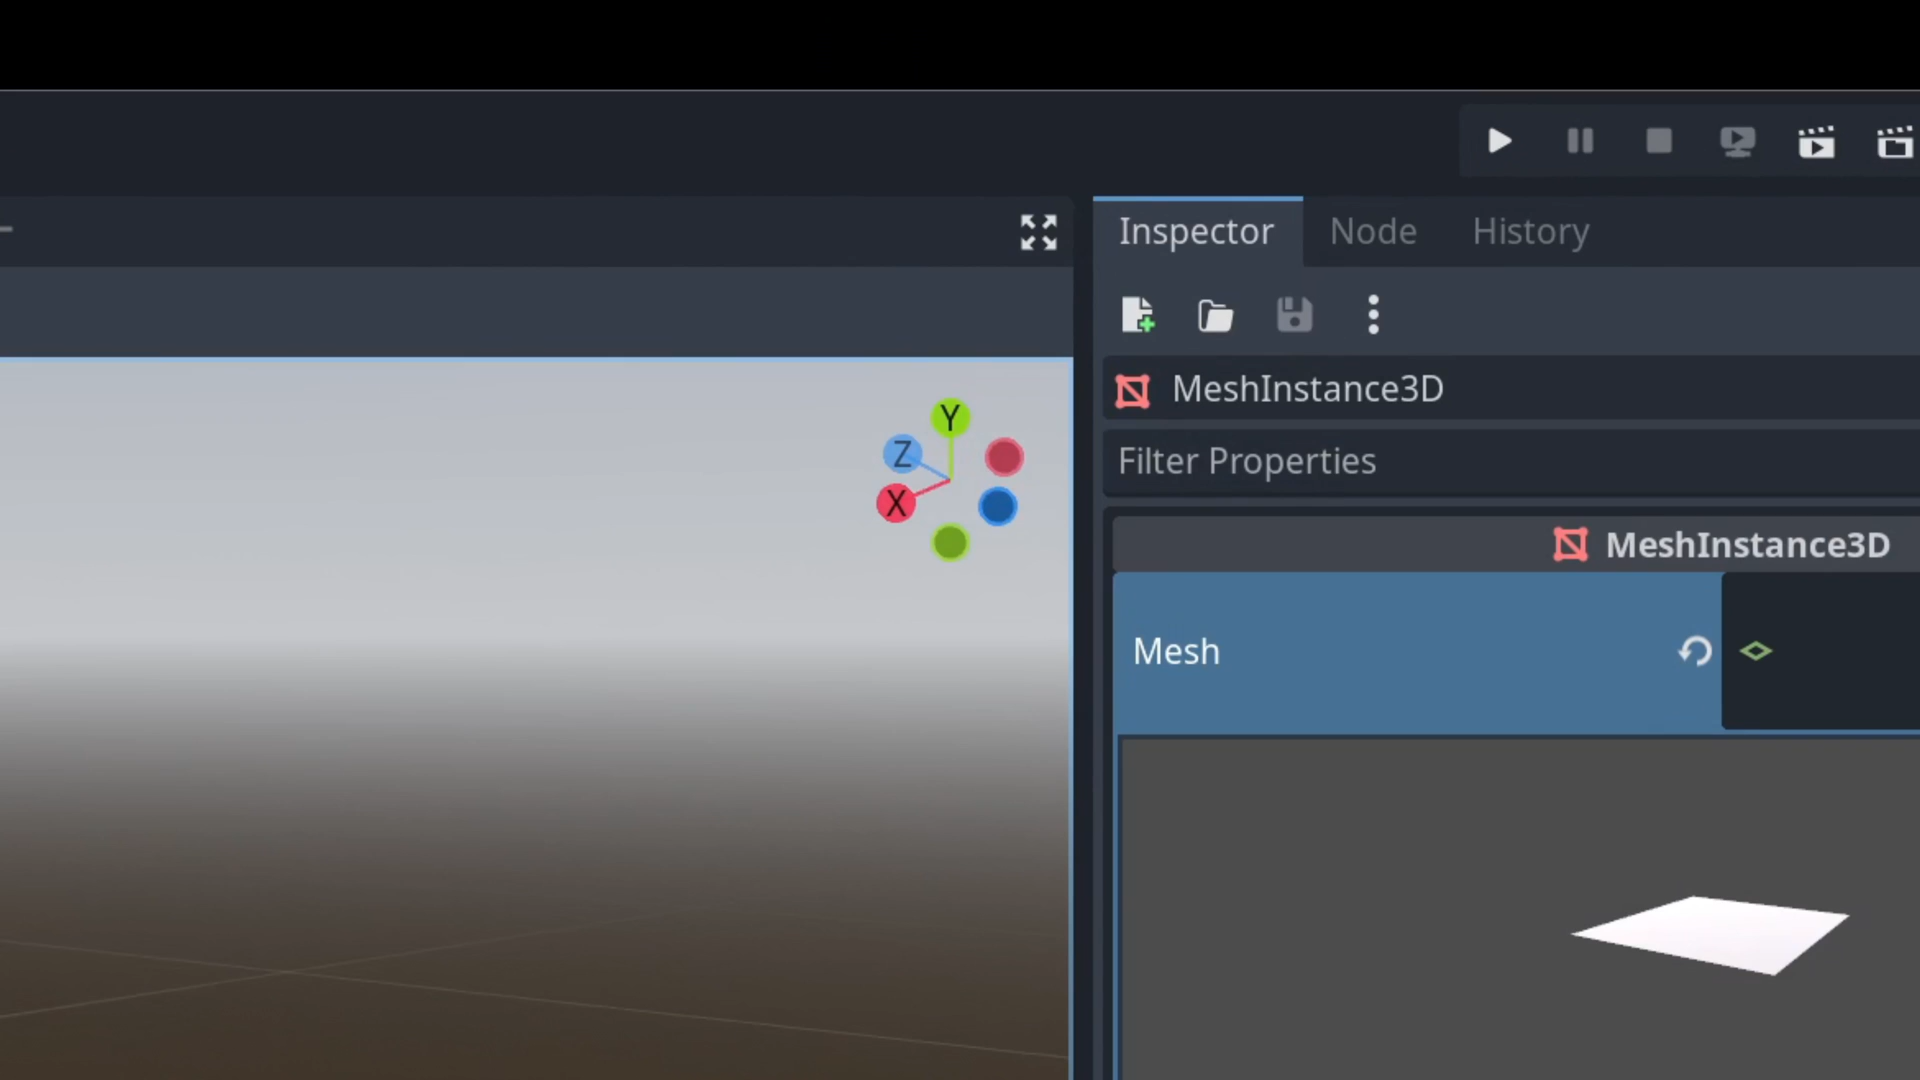 Inspector Node History
MeshInstance3D
Filter Properties
MeshInstance3D
Mesh
Y
Z
X